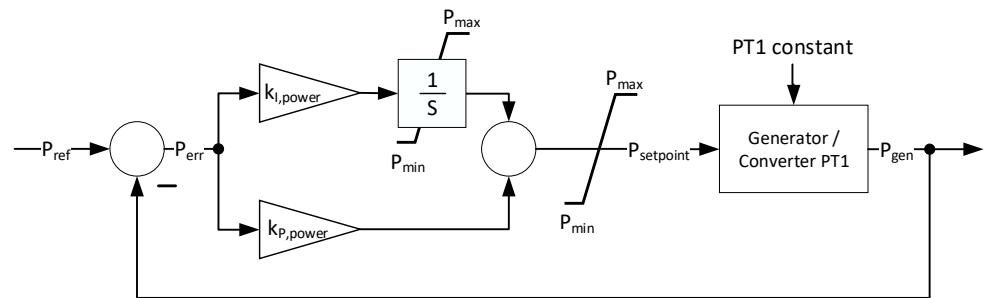 P_max
PT1 constant
k_I,power
1
S
P_max
P_ref
P_err
P_min
P_setpoint
Generator /
Converter PT1
P_gen
P_min
k_P,power